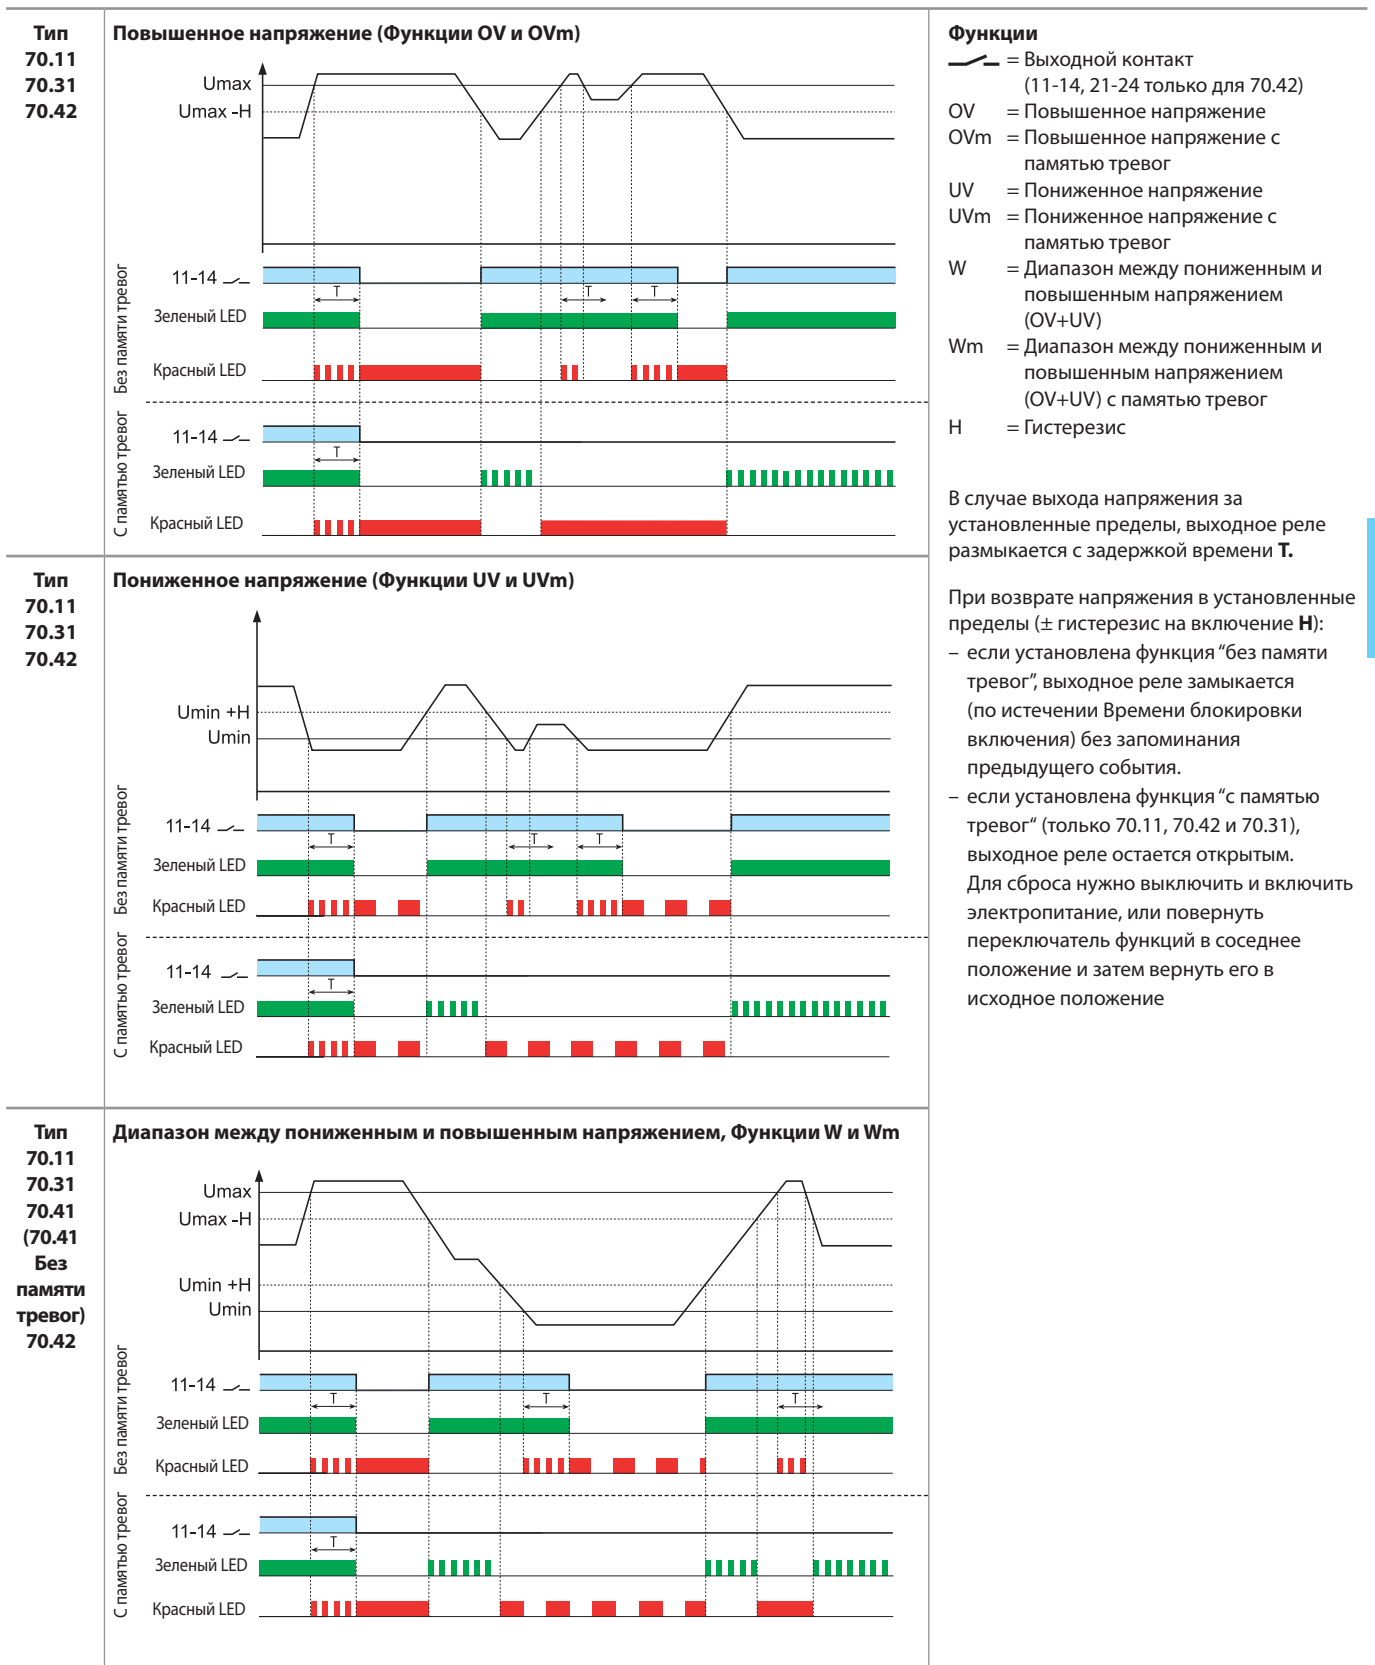 Тип
70.11
70.31
70.42
Повышенное напряжение (Функции OV и OVm)
Umax
Umax -H
Без памяти тревог
11-14
T
T
T
Зеленый LED
Красный LED
С памятью тревог
11-14
T
Зеленый LED
Красный LED
Тип
70.11
70.31
70.42
Пониженное напряжение (Функции UV и UVm)
Umin +H
Umin
Без памяти тревог
11-14
T
T
T
Зеленый LED
Красный LED
С памятью тревог
11-14
T
Зеленый LED
Красный LED
Тип
70.11
70.31
70.41
(70.41
Без
памяти
тревог)
70.42
Диапазон между пониженным и повышенным напряжением, Функции W и Wm
Umax
Umax -H
Umin +H
Umin
Без памяти тревог
11-14
T
T
T
Зеленый LED
Красный LED
С памятью тревог
11-14
T
Зеленый LED
Красный LED
Функции
= Выходной контакт
(11-14, 21-24 только для 70.42)
OV = Повышенное напряжение
OVm = Повышенное напряжение с
памятью тревог
UV = Пониженное напряжение
UVm = Пониженное напряжение с
памятью тревог
W = Диапазон между пониженным и
повышенным напряжением
(OV+UV)
Wm = Диапазон между пониженным и
повышенным напряжением
(OV+UV) с памятью тревог
H = Гистерезис
В случае выхода напряжения за
установленные пределы, выходное реле
размыкается с задержкой времени T.
При возврате напряжения в установленные
пределы (± гистерезис на включение H):
– если установлена функция “без памяти
тревог”, выходное реле замыкается
(по истечении Времени блокировки
включения) без запоминания
предыдущего события.
– если установлена функция “с памятью
тревог“ (только 70.11, 70.42 и 70.31),
выходное реле остается открытым.
Для сброса нужно выключить и включить
электропитание, или повернуть
переключатель функций в соседнее
положение и затем вернуть его в
исходное положение